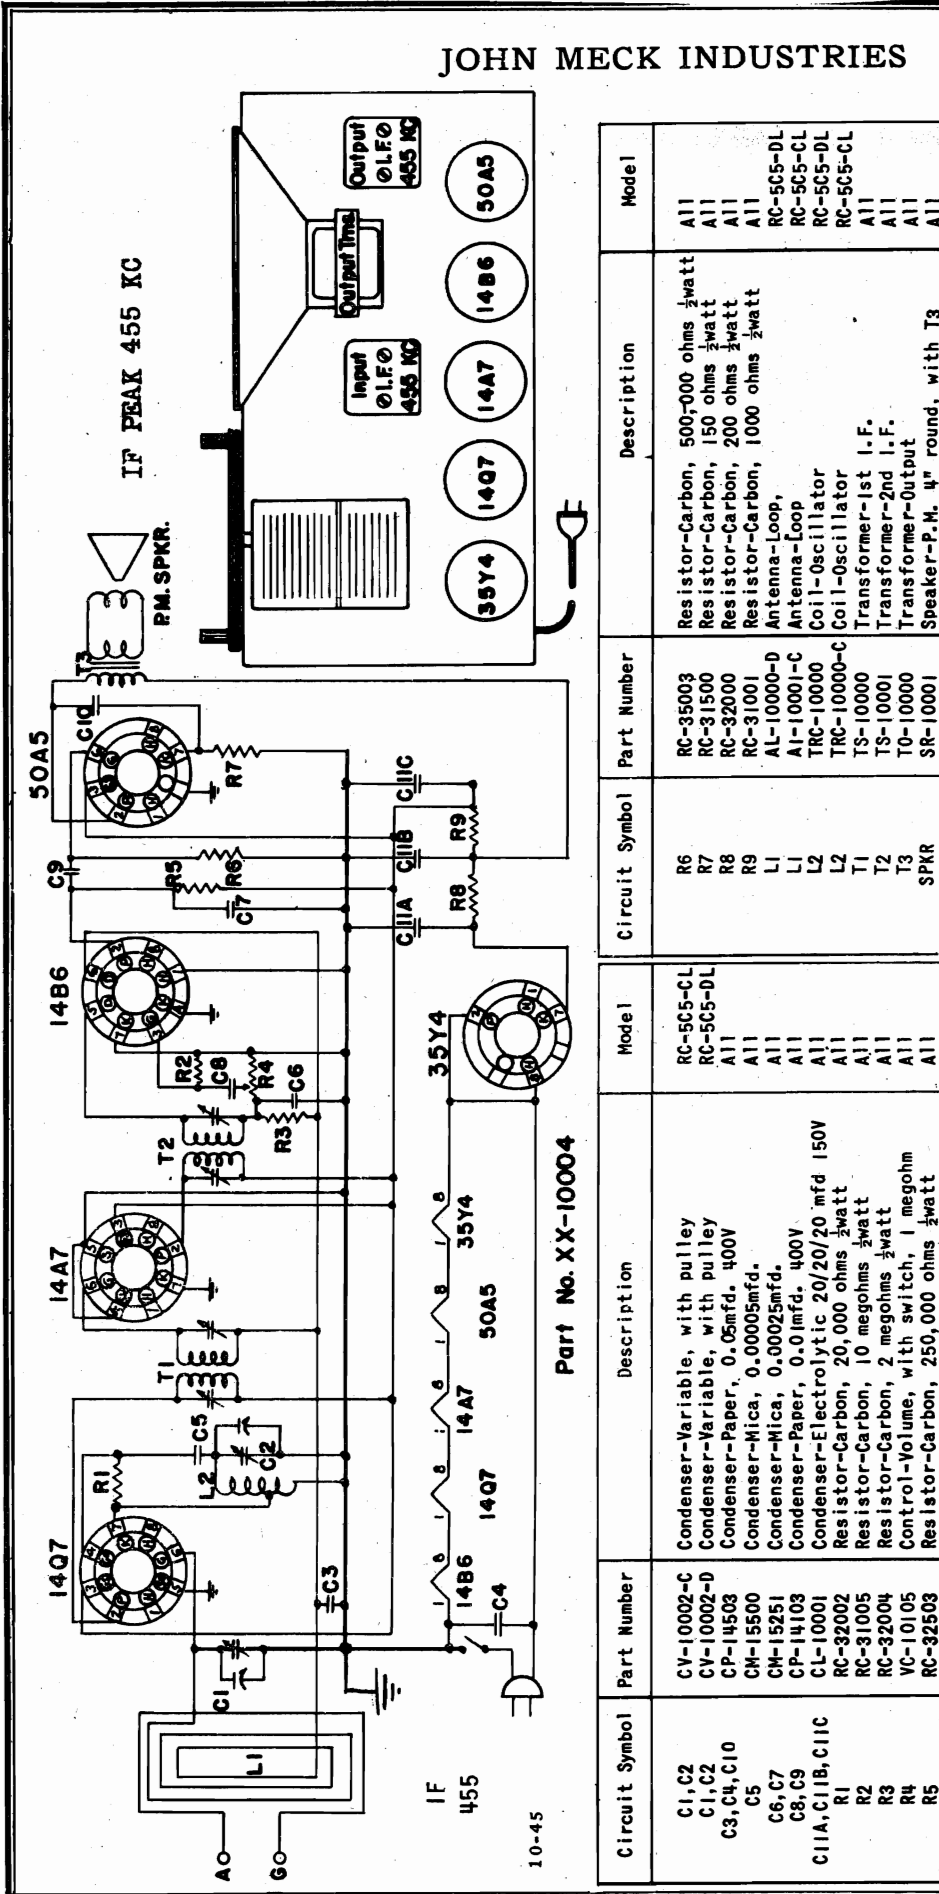 JOHN MECK INDUSTRIES
IF PEAK 455 KC
14Q7
14A7
14B6
50A5
A
G
L1
C1
C3
R1
L2
C5
C2
T1
T2
R2
C8
R4
R3
C6
C9
R5
C7
R6
R7
C10
T3
P.M. SPKR.
C11A
C11B
C11C
R8
R9
35Y4
14B6
14Q7
14A7
50A5
35Y4
C4
IF
455
10-45
Part No. XX-10004
Input
I.F.
455 KC
Output Trns.
Output
I.F.
455 KC
35Y4
14Q7
14A7
14B6
50A5
Circuit Symbol Part Number Description Model
C1,C2 CV-10002-C Condenser-Variable, with pulley RC-5C5-CL
C1,C2 CV-10002-D Condenser-Variable, with pulley RC-5C5-DL
C3,C4,C10 CP-14503 Condenser-Paper, 0.05mfd. 400V All
C5 CM-15500 Condenser-Mica, 0.00005mfd. All
C6,C7 CM-15251 Condenser-Mica, 0.00025mfd. All
C8,C9 CP-14103 Condenser-Paper, 0.01mfd. 400V All
C11A,C11B,C11C CL-10001 Condenser-Electrolytic 20/20/20 mfd 150V All
R1 RC-32002 Resistor-Carbon, 20,000 ohms ½watt All
R2 RC-31005 Resistor-Carbon, 10 megohms ½watt All
R3 RC-32004 Resistor-Carbon, 2 megohms ½watt All
R4 VC-10105 Control-Volume, with switch, 1 megohm All
R5 RC-32503 Resistor-Carbon, 250,000 ohms ½watt All
Circuit Symbol Part Number Description Model
R6 RC-35003 Resistor-Carbon, 500,000 ohms ½watt All
R7 RC-31500 Resistor-Carbon, 150 ohms ½watt All
R8 RC-32000 Resistor-Carbon, 200 ohms ½watt All
R9 RC-31001 Resistor-Carbon, 1000 ohms ½watt All
L1 AL-10000-D Antenna-Loop, RC-5C5-DL
L1 A1-10001-C Antenna-Loop RC-5C5-CL
L2 TRC-10000 Coil-Oscillator RC-5C5-DL
L2 TRC-10000-C Coil-Oscillator RC-5C5-CL
T1 TS-10000 Transformer-1st I.F. All
T2 TS-10001 Transformer-2nd I.F. All
T3 TO-10000 Transformer-Output All
SPKR SR-10001 Speaker-P.M. 4" round, with T3 All